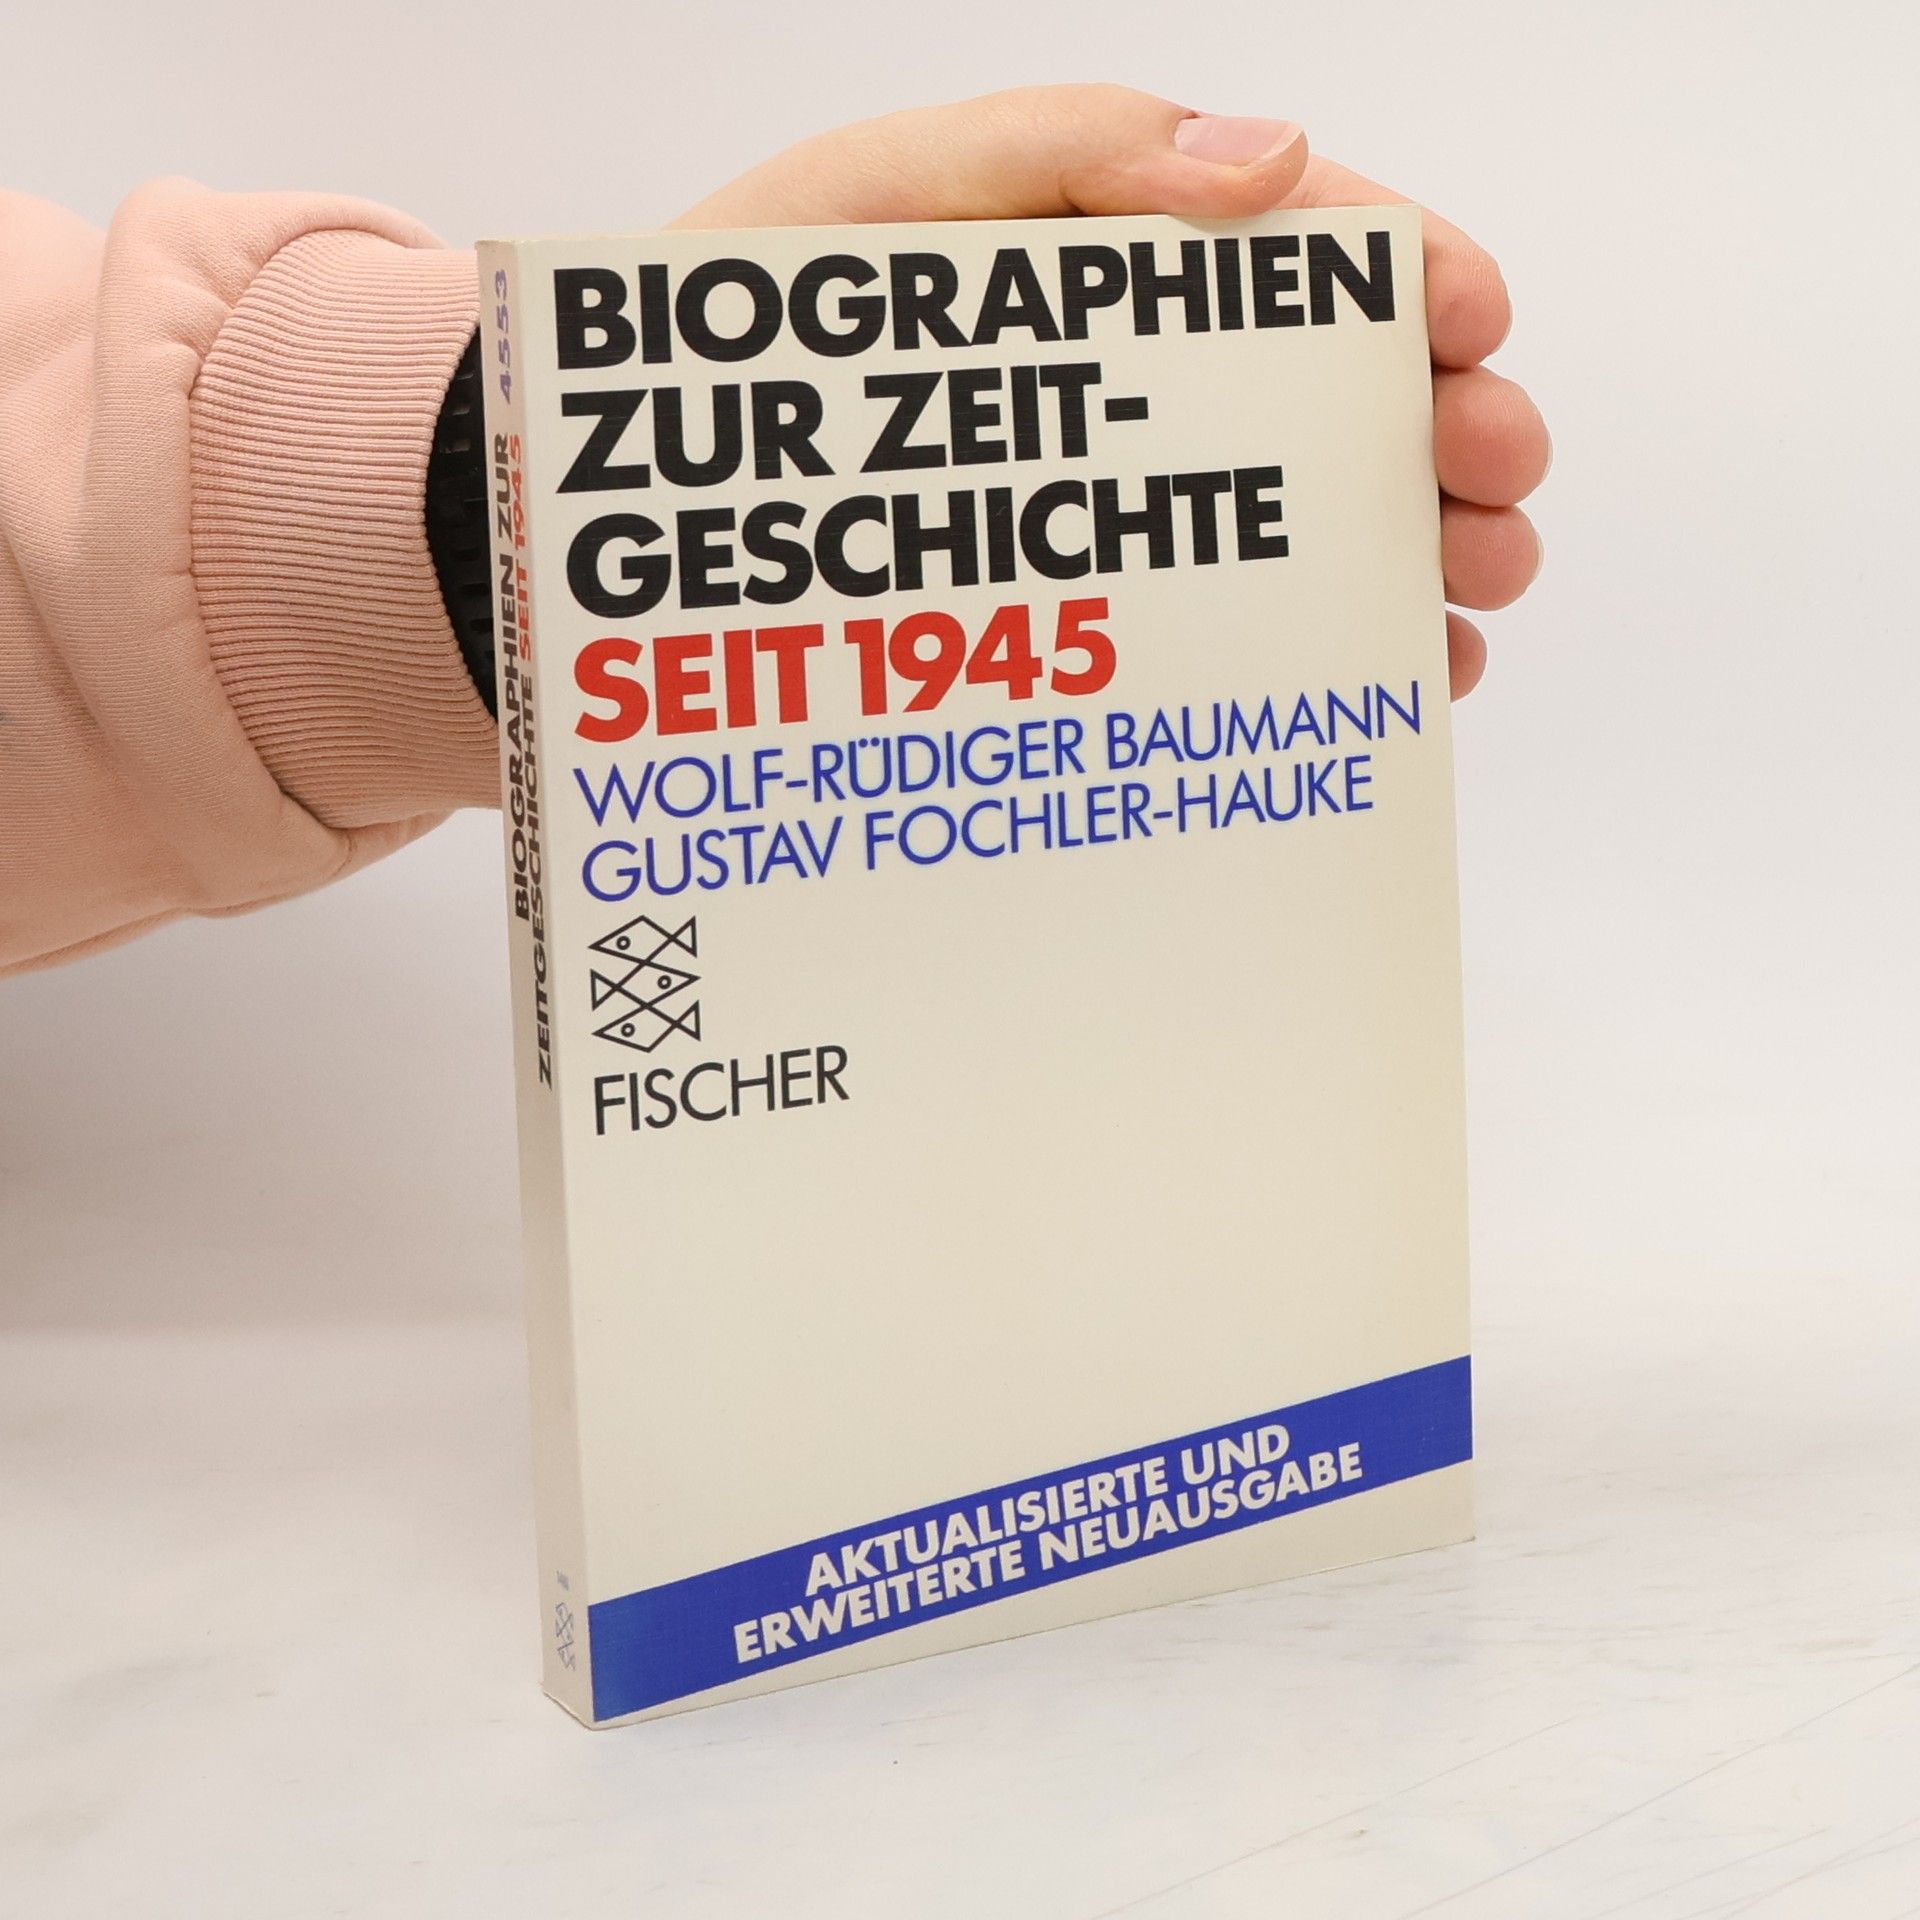 BIOGRAPHIEN
ZUR ZEIT-
GESCHICHTE
SEIT 1945
WOLF-RÜDIGER BAUMANN
GUSTAV FOCHLER-HAUKE
FISCHER
AKTUALISIERTE UND
ERWEITERTE NEUAUSGABE
4553
BIOGRAPHIEN ZUR
ZEITGESCHICHTE SEIT 1945